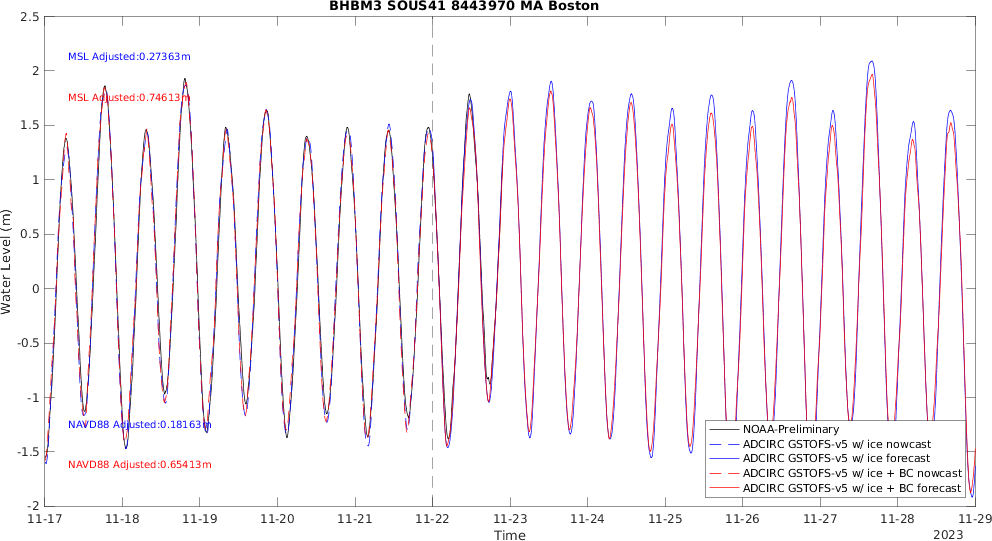 BHBM3 SOUS41 8443970 MA Boston
Water Level (m)
2.5
2
1.5
1
0.5
0
-0.5
-1
-1.5
-2
MSL Adjusted:0.27363m
MSL Adjusted:0.74613m
NAVD88 Adjusted:0.18163m
NAVD88 Adjusted:0.65413m
NOAA-Preliminary
ADCIRC GSTOFS-v5 w/ ice nowcast
ADCIRC GSTOFS-v5 w/ ice forecast
ADCIRC GSTOFS-v5 w/ ice + BC nowcast
ADCIRC GSTOFS-v5 w/ ice + BC forecast
11-17 11-18 11-19 11-20 11-21 11-22 11-23 11-24 11-25 11-26 11-27 11-28 11-29
Time
2023